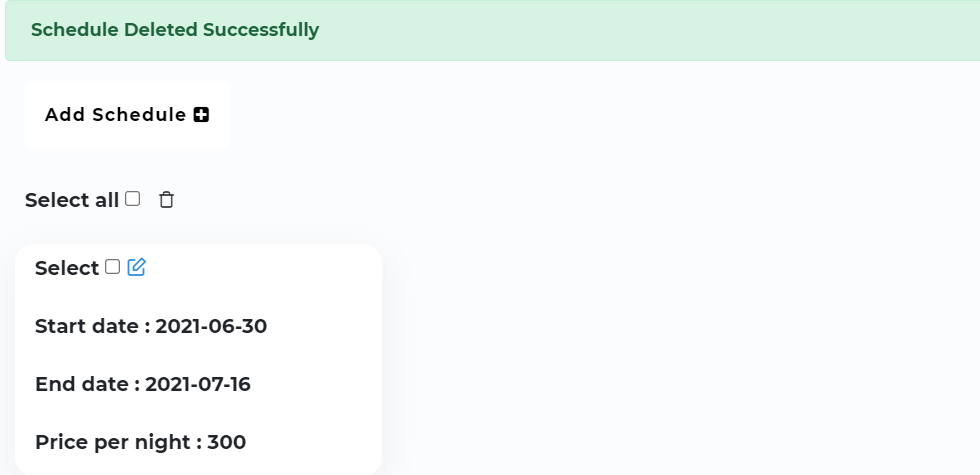 Schedule Deleted Successfully
Add Schedule
Select all
Select
Start date : 2021-06-30
End date : 2021-07-16
Price per night : 300